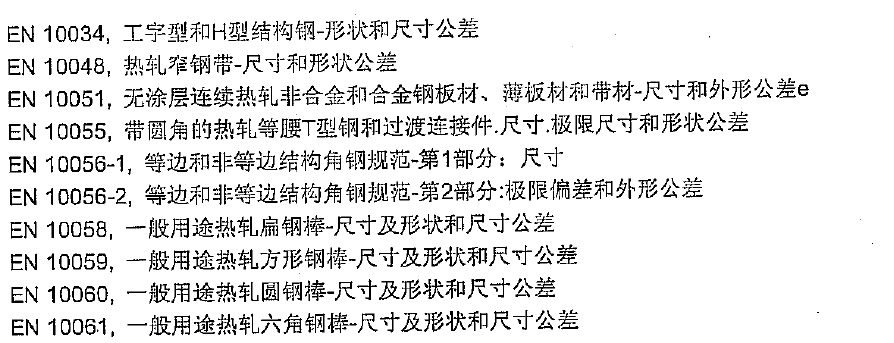 EN 10034, 工字型和H型结构钢-形状和尺寸公差
EN 10048, 热轧窄钢带-尺寸和形状公差
EN 10051, 无涂层连续热轧非合金和合金钢板材、薄板材和带材-尺寸和外形公差e
EN 10055, 带圆角的热轧等腰T型钢和过渡连接件.尺寸.极限尺寸和形状公差
EN 10056-1, 等边和非等边结构角钢规范-第1部分：尺寸
EN 10056-2, 等边和非等边结构角钢规范-第2部分:极限偏差和外形公差
EN 10058, 一般用途热轧扁钢棒-尺寸及形状和尺寸公差
EN 10059, 一般用途热轧方形钢棒-尺寸及形状和尺寸公差
EN 10060, 一般用途热轧圆钢棒-尺寸及形状和尺寸公差
EN 10061, 一般用途热轧六角钢棒-尺寸及形状和尺寸公差